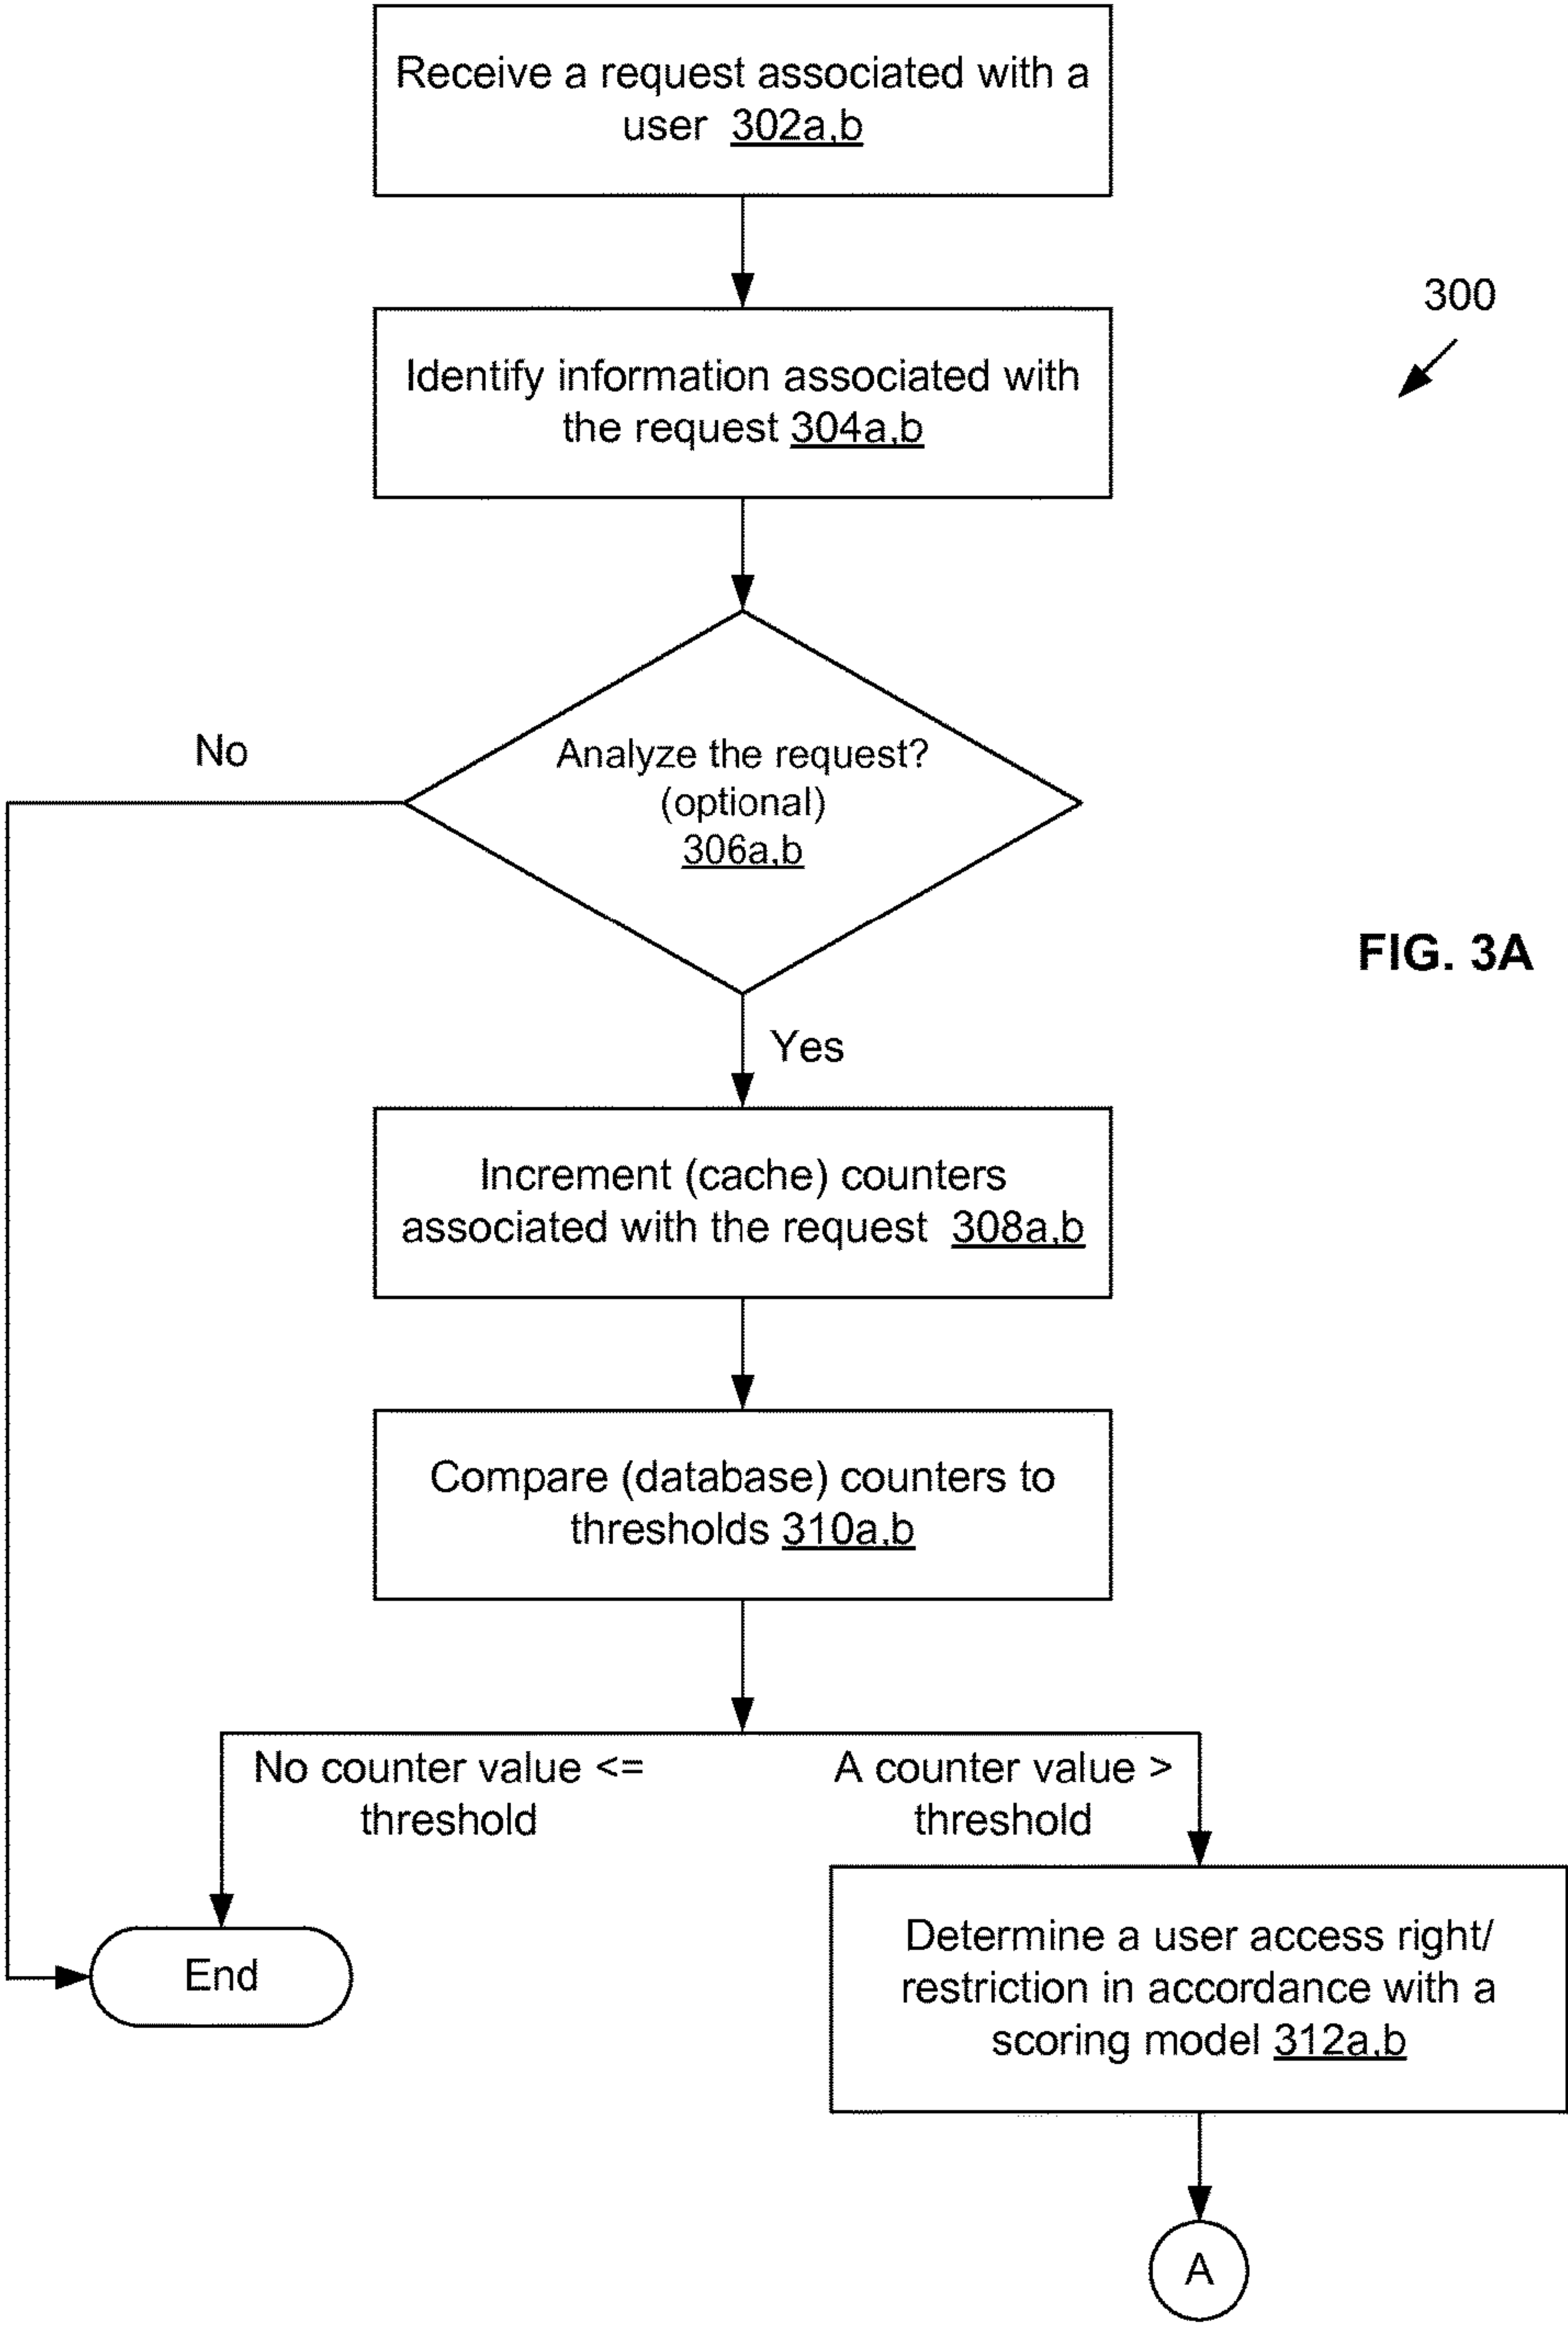 Receive a request associated with a
user 302a,b
Identify information associated with
the request 304a,b
300
No
Analyze the request?
(optional)
306a,b
FIG. 3A
Yes
Increment (cache) counters
associated with the request 308a,b
Compare (database) counters to
thresholds 310a,b
No counter value <=
threshold
A counter value >
threshold
End
Determine a user access right/
restriction in accordance with a
scoring model 312a,b
A